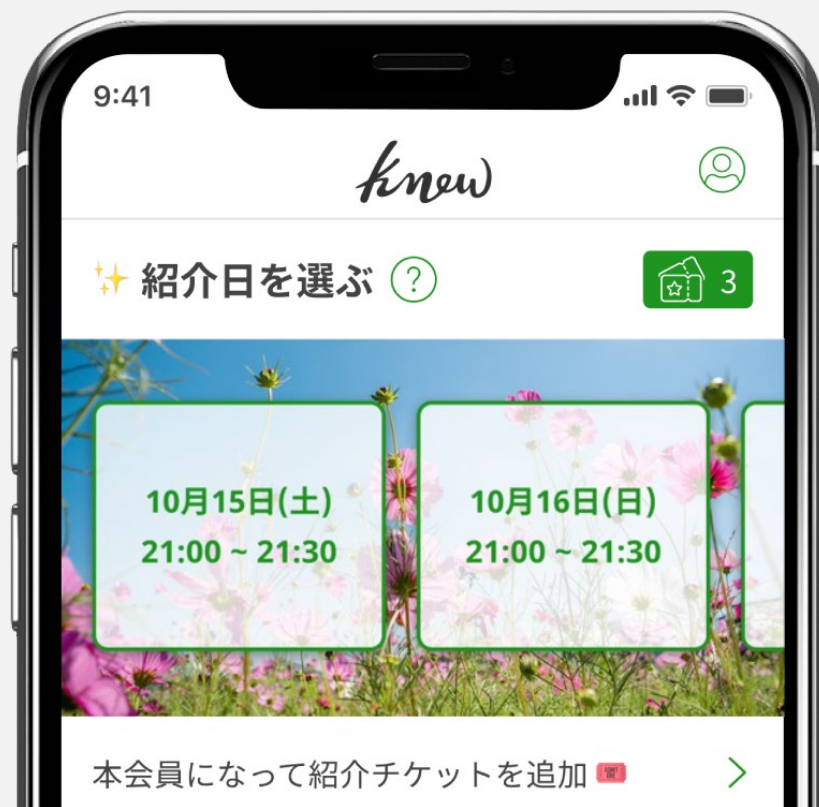 9:41
knew
✨ 紹介日を選ぶ ?
3
10月15日(土)
21:00 ~ 21:30
10月16日(日)
21:00 ~ 21:30
本会員になって紹介チケットを追加